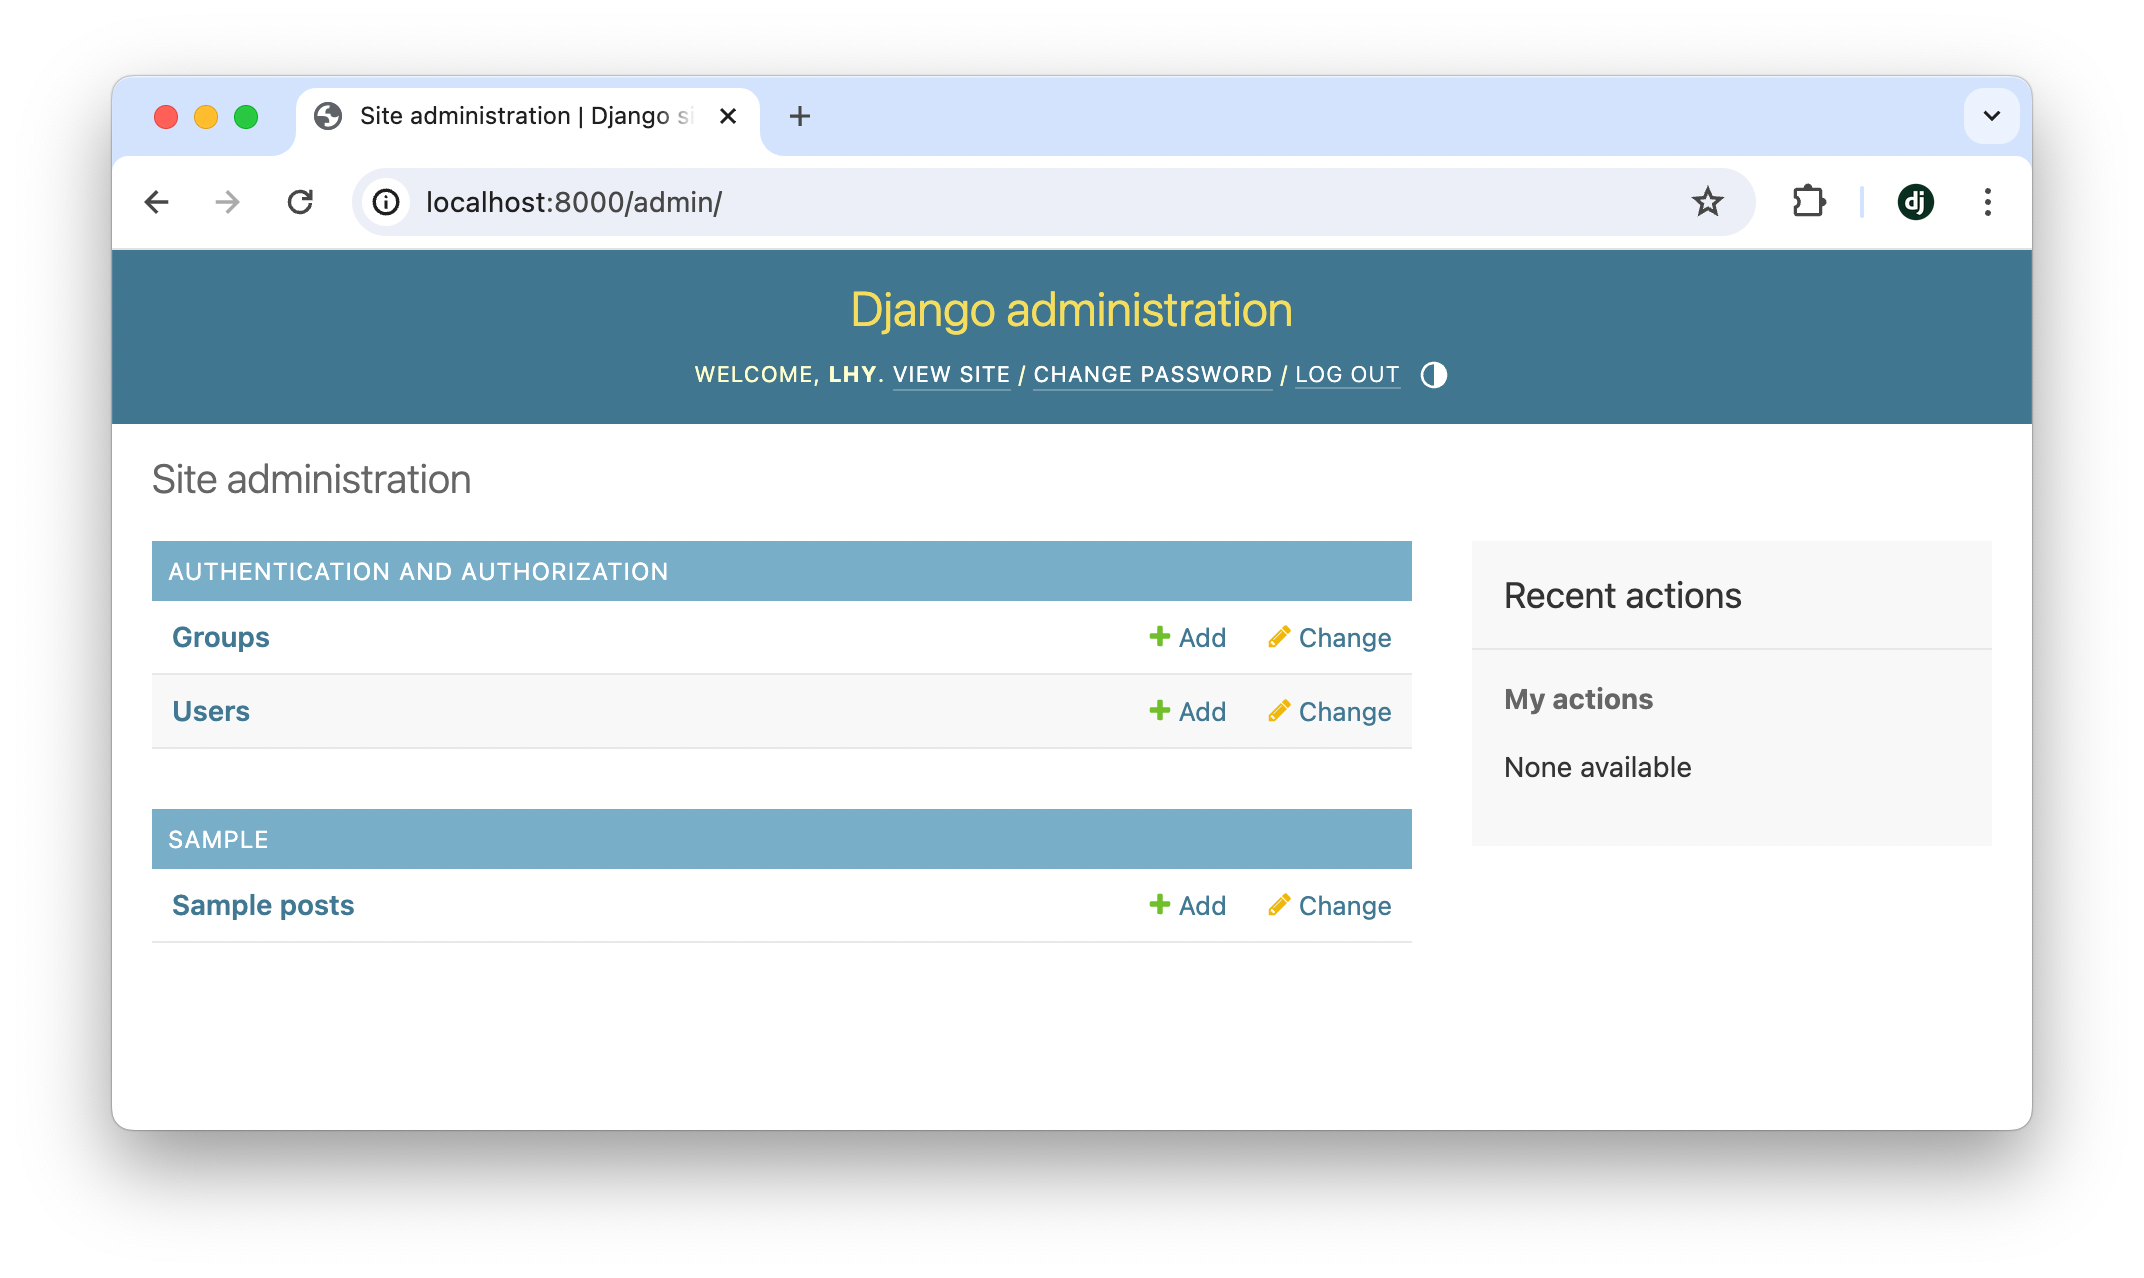 Site administration | Django si
localhost:8000/admin/
dj
Django administration
WELCOME, LHY. VIEW SITE / CHANGE PASSWORD / LOG OUT
Site administration
AUTHENTICATION AND AUTHORIZATION
Groups Add Change
Users Add Change
SAMPLE
Sample posts Add Change
Recent actions
My actions
None available